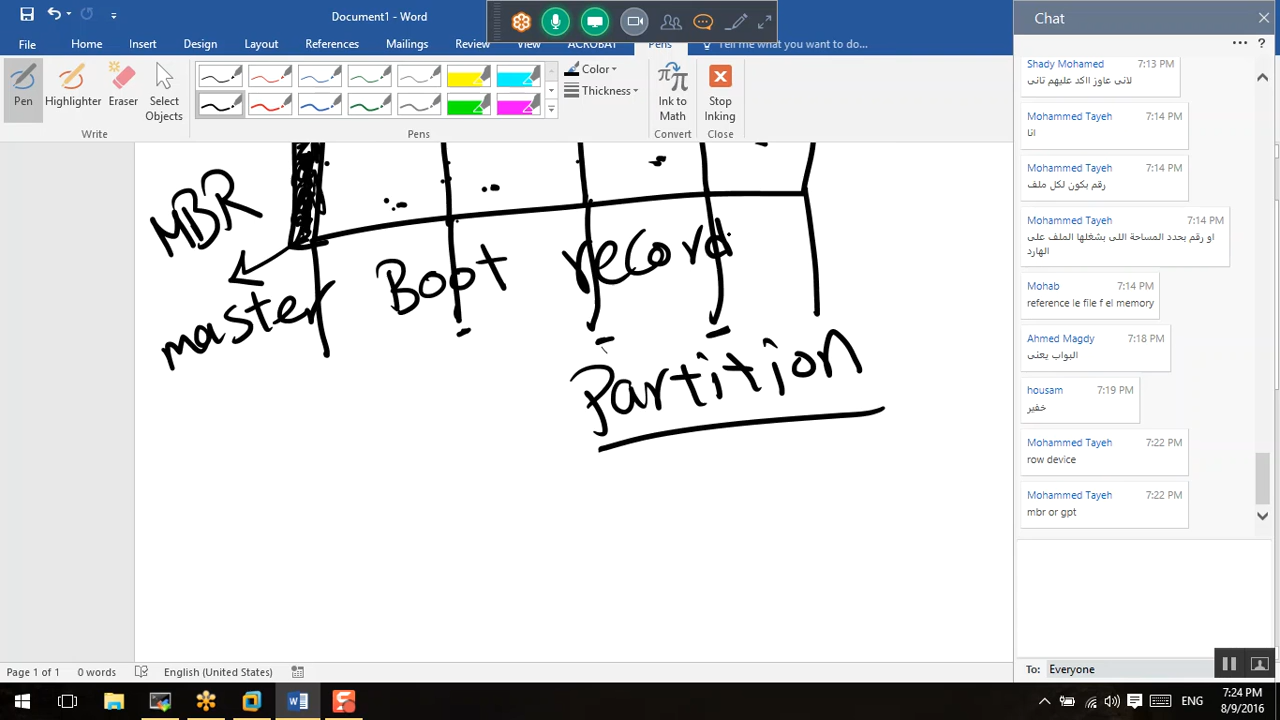 Document1 - Word
File
Home
Insert
Design
Layout
References
Mailings
Review
View
ACROBAT
Pens
Tell me what you want to do...
Pen
Highlighter
Eraser
Select Objects
Color
Thickness
Ink to Math
Stop Inking
Write
Pens
Convert
Close
MBR
master Boot record
Partition
Chat
Shady Mohamed 7:13 PM
لانى عاوز ااكد عليهم تانى
Mohammed Tayeh 7:14 PM
انا
Mohammed Tayeh 7:14 PM
رقم بكون لكل ملف
Mohammed Tayeh 7:14 PM
او رقم بحدد المساحة اللى بشغلها الملف على
الهارد
Mohab 7:14 PM
reference le file f el memory
Ahmed Magdy 7:18 PM
البواب يعنى
housam 7:19 PM
خفير
Mohammed Tayeh 7:22 PM
row device
Mohammed Tayeh 7:22 PM
mbr or gpt
To: Everyone
Page 1 of 1
0 words
English (United States)
ENG
7:24 PM
8/9/2016